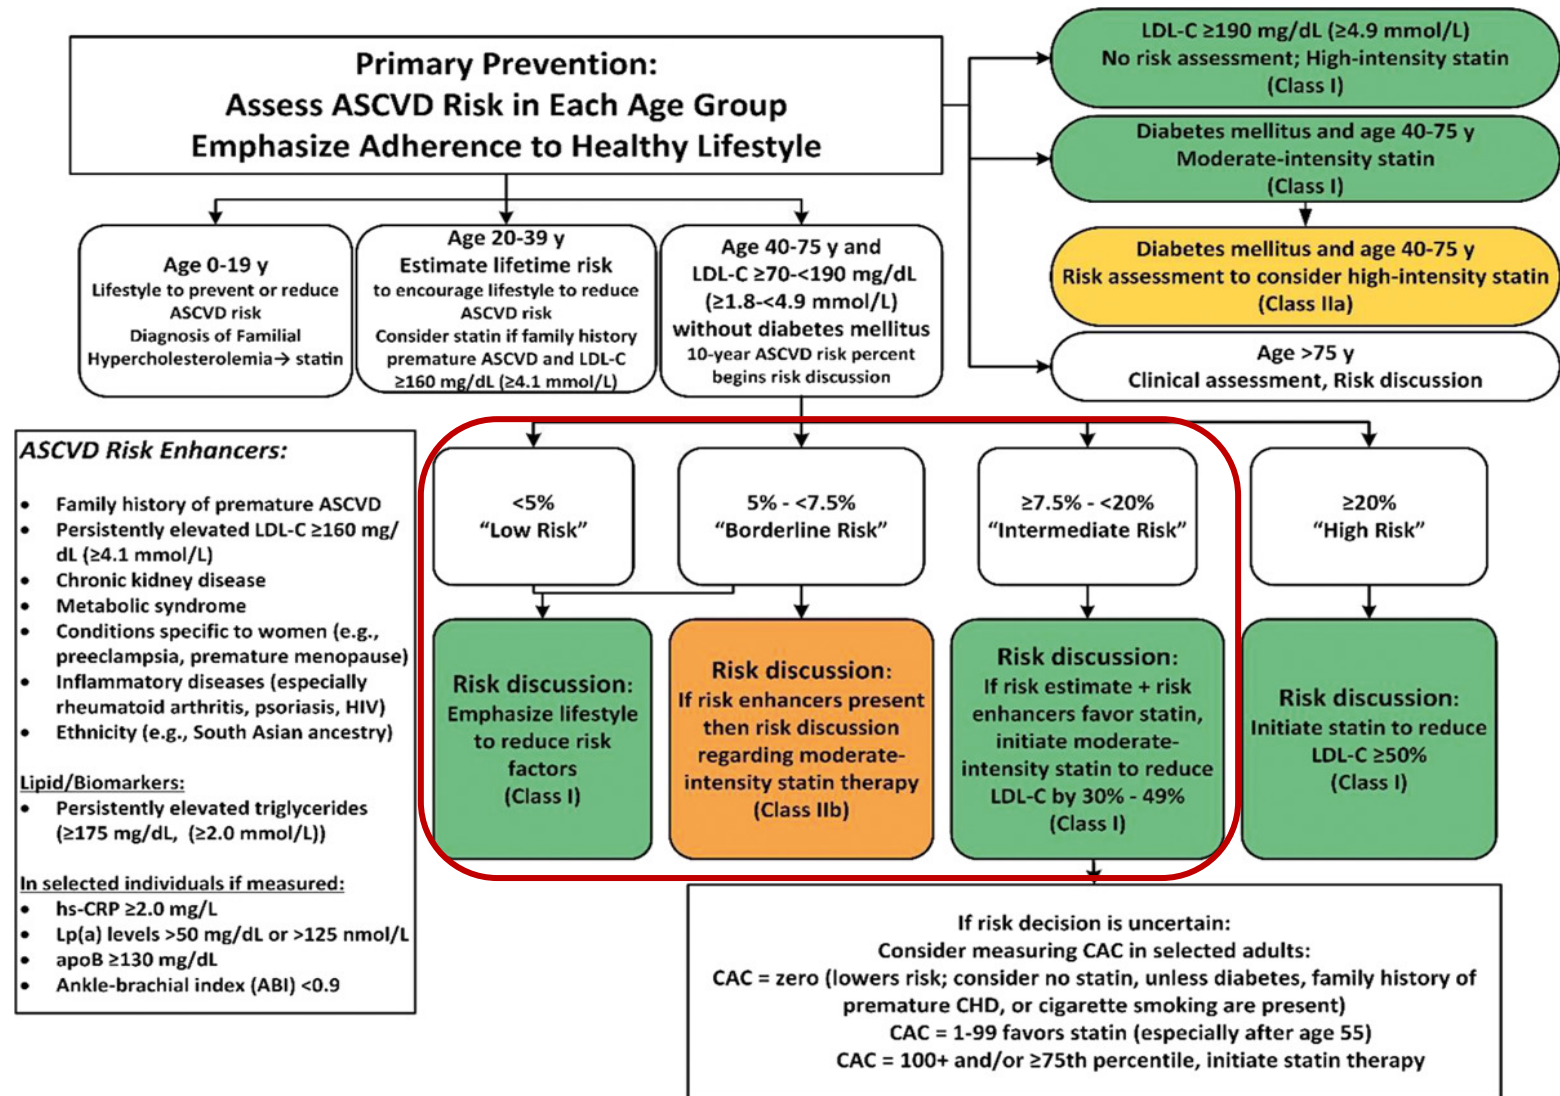 Primary Prevention:
Assess ASCVD Risk in Each Age Group
Emphasize Adherence to Healthy Lifestyle
LDL-C ≥190 mg/dL (≥4.9 mmol/L)
No risk assessment; High-intensity statin
(Class I)
Diabetes mellitus and age 40-75 y
Moderate-intensity statin
(Class I)
Diabetes mellitus and age 40-75 y
Risk assessment to consider high-intensity statin
(Class IIa)
Age >75 y
Clinical assessment, Risk discussion
Age 0-19 y
Lifestyle to prevent or reduce
ASCVD risk
Diagnosis of Familial
Hypercholesterolemia→ statin
Age 20-39 y
Estimate lifetime risk
to encourage lifestyle to reduce
ASCVD risk
Consider statin if family history
premature ASCVD and LDL-C
≥160 mg/dL (≥4.1 mmol/L)
Age 40-75 y and
LDL-C ≥70-<190 mg/dL
(≥1.8-<4.9 mmol/L)
without diabetes mellitus
10-year ASCVD risk percent
begins risk discussion
ASCVD Risk Enhancers:
• Family history of premature ASCVD
• Persistently elevated LDL-C ≥160 mg/
dL (≥4.1 mmol/L)
• Chronic kidney disease
• Metabolic syndrome
• Conditions specific to women (e.g.,
preeclampsia, premature menopause)
• Inflammatory diseases (especially
rheumatoid arthritis, psoriasis, HIV)
• Ethnicity (e.g., South Asian ancestry)
Lipid/Biomarkers:
• Persistently elevated triglycerides
(≥175 mg/dL, (≥2.0 mmol/L))
In selected individuals if measured:
• hs-CRP ≥2.0 mg/L
• Lp(a) levels >50 mg/dL or >125 nmol/L
• apoB ≥130 mg/dL
• Ankle-brachial index (ABI) <0.9
<5%
“Low Risk”
5% - <7.5%
“Borderline Risk”
≥7.5% - <20%
“Intermediate Risk”
≥20%
“High Risk”
Risk discussion:
Emphasize lifestyle
to reduce risk
factors
(Class I)
Risk discussion:
If risk enhancers present
then risk discussion
regarding moderate-
intensity statin therapy
(Class IIb)
Risk discussion:
If risk estimate + risk
enhancers favor statin,
initiate moderate-
intensity statin to reduce
LDL-C by 30% - 49%
(Class I)
Risk discussion:
Initiate statin to reduce
LDL-C ≥50%
(Class I)
If risk decision is uncertain:
Consider measuring CAC in selected adults:
CAC = zero (lowers risk; consider no statin, unless diabetes, family history of
premature CHD, or cigarette smoking are present)
CAC = 1-99 favors statin (especially after age 55)
CAC = 100+ and/or ≥75th percentile, initiate statin therapy